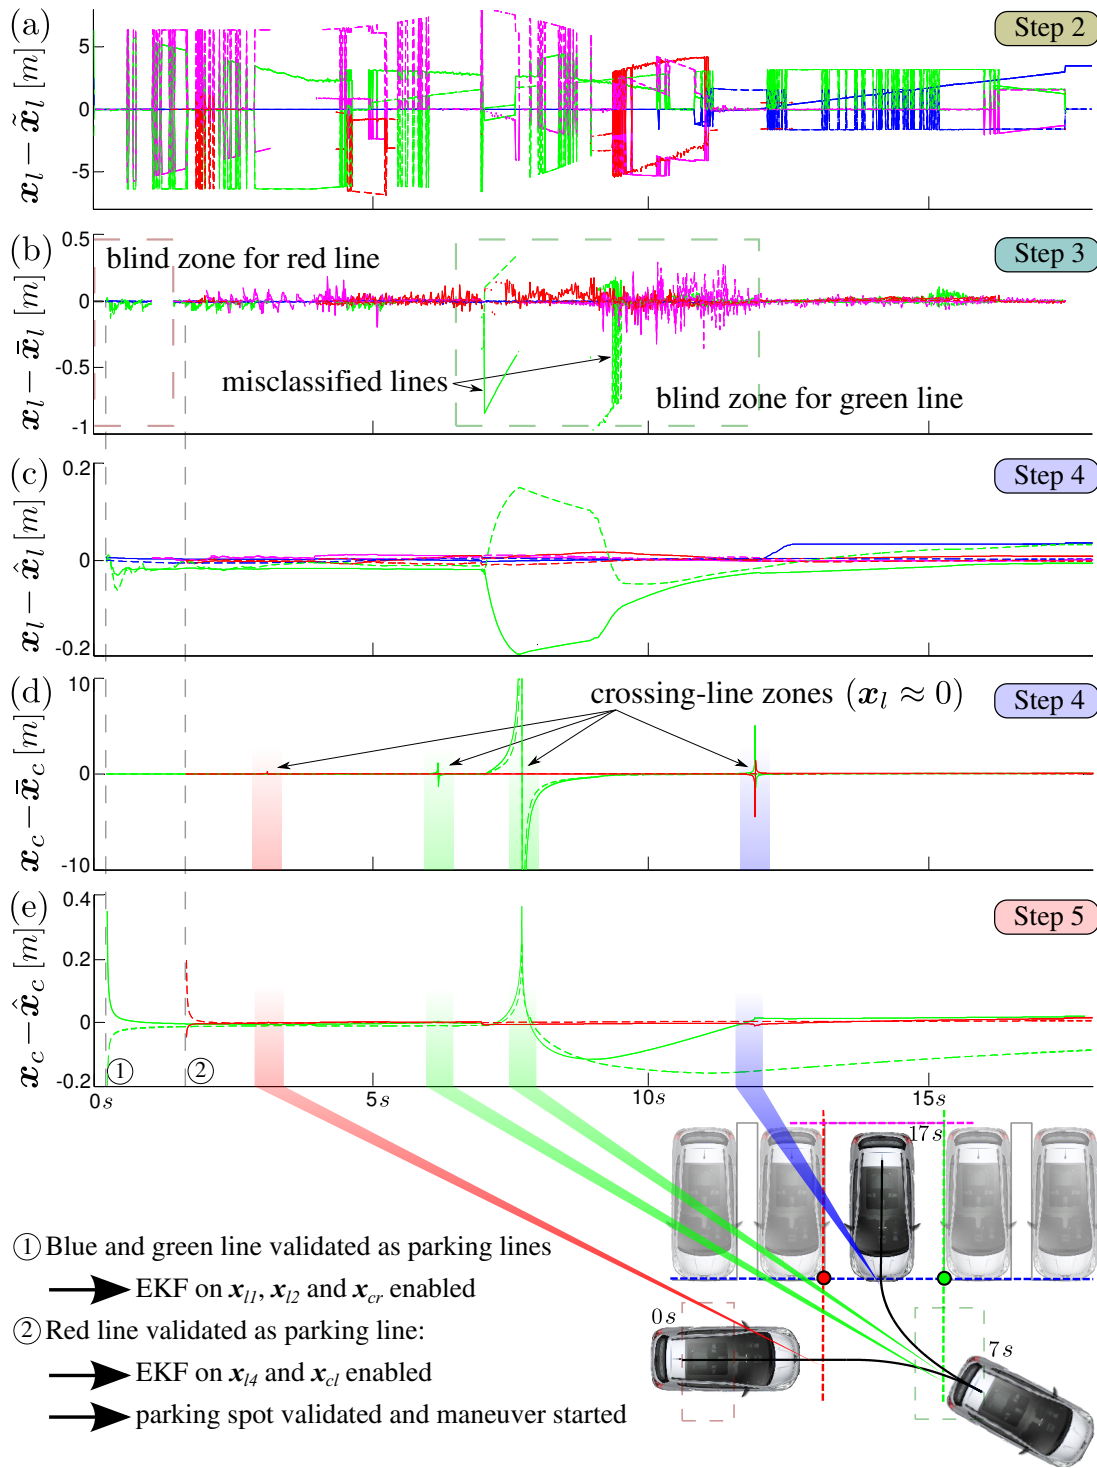 (a)
Step 2
x_l − x̃_l [m]
5
0
-5
(b)
0.5
blind zone for red line
Step 3
x_l − x̄_l [m]
0
-0.5
misclassified lines
blind zone for green line
-1
(c)
0.2
Step 4
x_l − x̂_l [m]
0
-0.2
(d)
10
crossing-line zones (x_l ≈ 0)
Step 4
x_c − x̄_c [m]
0
-10
(e)
0.4
Step 5
x_c − x̂_c [m]
0.2
0
-0.2
① ②
0s 5s 10s 15s
17s
① Blue and green line validated as parking lines
EKF on x_l1, x_l2 and x_cr enabled
② Red line validated as parking line:
0s
7s
EKF on x_l4 and x_cl enabled
parking spot validated and maneuver started